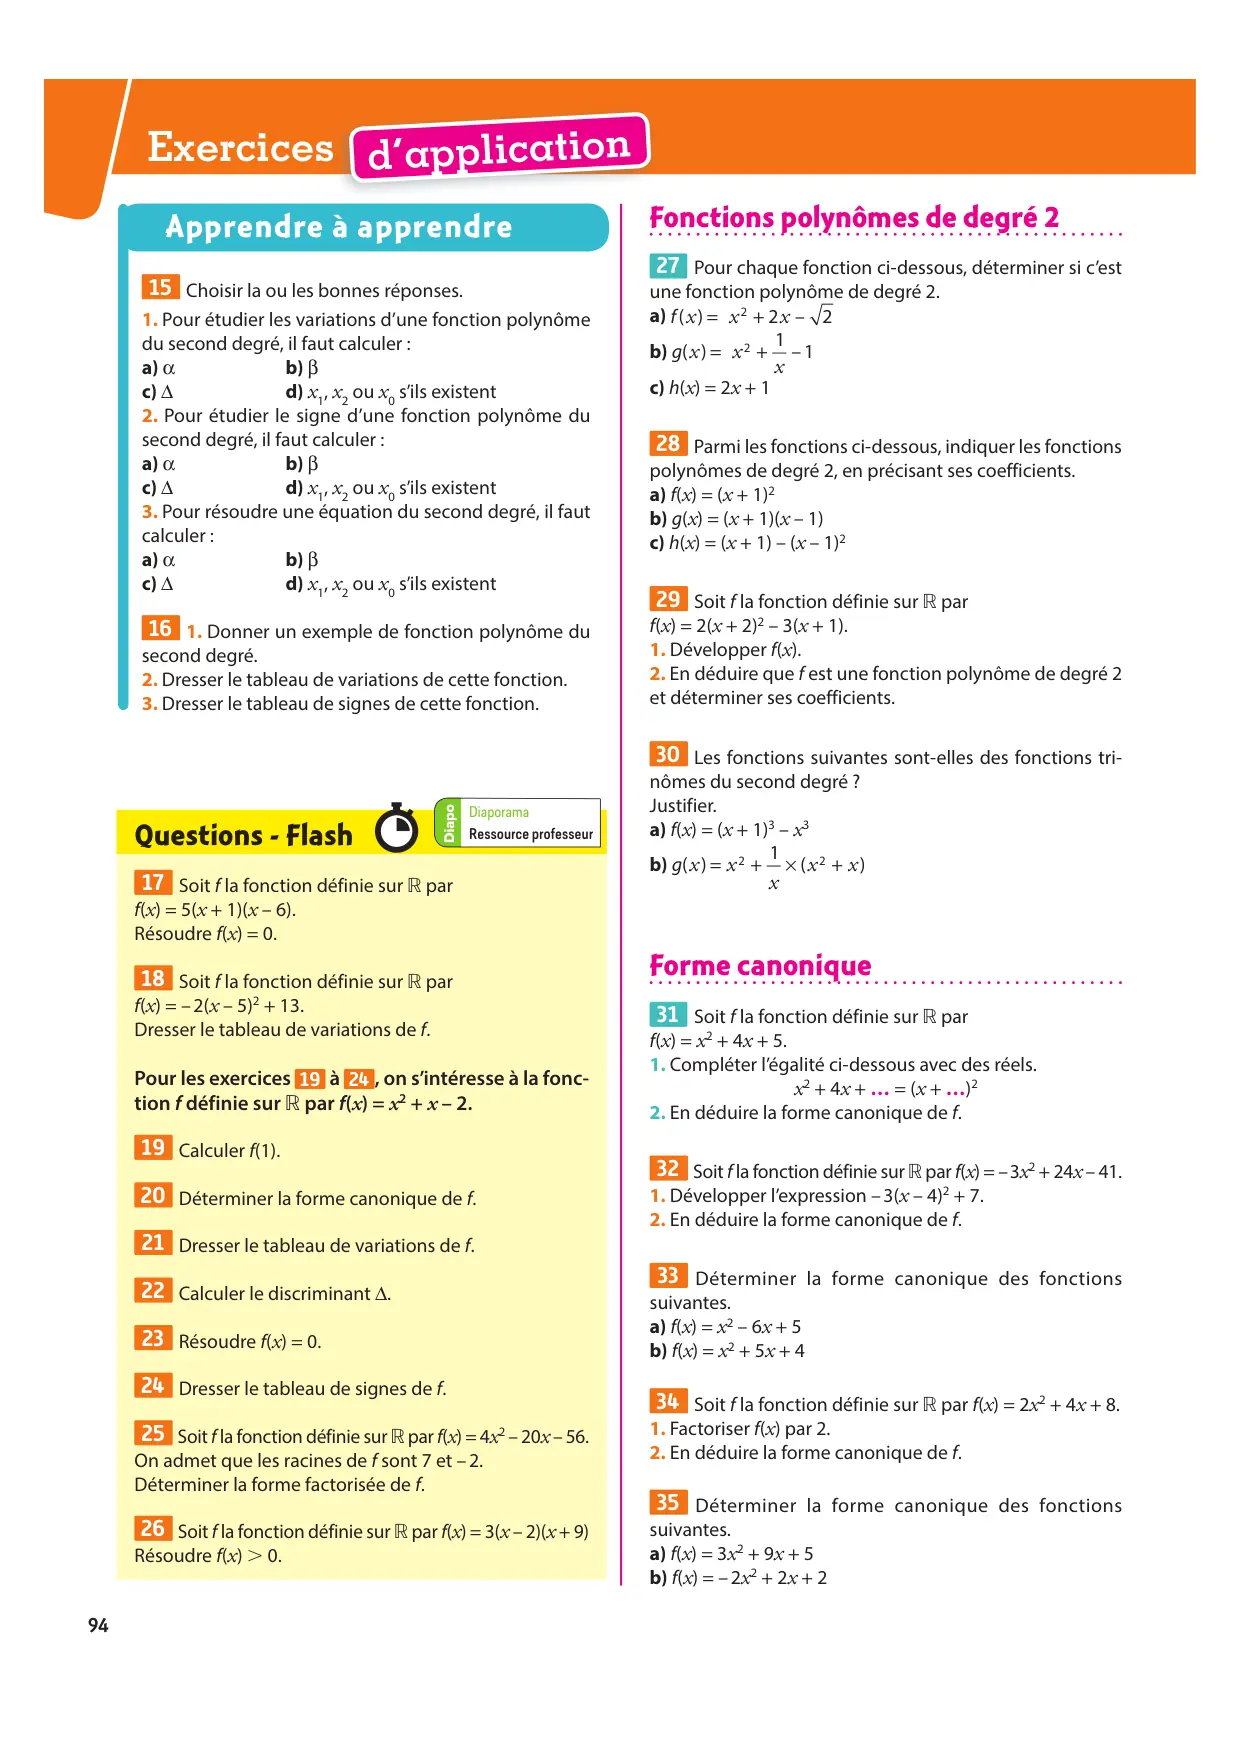 Exercices d'application
Apprendre à apprendre
15 Choisir la ou les bonnes réponses.
1. Pour étudier les variations d'une fonction polynôme
du second degré, il faut calculer :
a) α b) β
c) Δ d) x₁, x₂ ou x₀ s'ils existent
2. Pour étudier le signe d'une fonction polynôme du
second degré, il faut calculer :
a) α b) β
c) Δ d) x₁, x₂ ou x₀ s'ils existent
3. Pour résoudre une équation du second degré, il faut
calculer :
a) α b) β
c) Δ d) x₁, x₂ ou x₀ s'ils existent
16 1. Donner un exemple de fonction polynôme du
second degré.
2. Dresser le tableau de variations de cette fonction.
3. Dresser le tableau de signes de cette fonction.
Questions - Flash
Diapo
Diaporama
Ressource professeur
17 Soit f la fonction définie sur ℝ par
f(x) = 5(x + 1)(x – 6).
Résoudre f(x) = 0.
18 Soit f la fonction définie sur ℝ par
f(x) = – 2(x – 5)² + 13.
Dresser le tableau de variations de f.
Pour les exercices 19 à 24, on s'intéresse à la fonc-
tion f définie sur ℝ par f(x) = x² + x – 2.
19 Calculer f(1).
20 Déterminer la forme canonique de f.
21 Dresser le tableau de variations de f.
22 Calculer le discriminant Δ.
23 Résoudre f(x) = 0.
24 Dresser le tableau de signes de f.
25 Soit f la fonction définie sur ℝ par f(x) = 4x² – 20x – 56.
On admet que les racines de f sont 7 et – 2.
Déterminer la forme factorisée de f.
26 Soit f la fonction définie sur ℝ par f(x) = 3(x – 2)(x + 9)
Résoudre f(x) > 0.
Fonctions polynômes de degré 2
27 Pour chaque fonction ci-dessous, déterminer si c'est
une fonction polynôme de degré 2.
a) f(x) = x² + 2x – √2
b) g(x) = x² + 1/x – 1
c) h(x) = 2x + 1
28 Parmi les fonctions ci-dessous, indiquer les fonctions
polynômes de degré 2, en précisant ses coefficients.
a) f(x) = (x + 1)²
b) g(x) = (x + 1)(x – 1)
c) h(x) = (x + 1) – (x – 1)²
29 Soit f la fonction définie sur ℝ par
f(x) = 2(x + 2)² – 3(x + 1).
1. Développer f(x).
2. En déduire que f est une fonction polynôme de degré 2
et déterminer ses coefficients.
30 Les fonctions suivantes sont-elles des fonctions tri-
nômes du second degré ?
Justifier.
a) f(x) = (x + 1)³ – x³
b) g(x) = x² + 1/x × (x² + x)
Forme canonique
31 Soit f la fonction définie sur ℝ par
f(x) = x² + 4x + 5.
1. Compléter l'égalité ci-dessous avec des réels.
x² + 4x + … = (x + …)²
2. En déduire la forme canonique de f.
32 Soit f la fonction définie sur ℝ par f(x) = – 3x² + 24x – 41.
1. Développer l'expression – 3(x – 4)² + 7.
2. En déduire la forme canonique de f.
33 Déterminer la forme canonique des fonctions
suivantes.
a) f(x) = x² – 6x + 5
b) f(x) = x² + 5x + 4
34 Soit f la fonction définie sur ℝ par f(x) = 2x² + 4x + 8.
1. Factoriser f(x) par 2.
2. En déduire la forme canonique de f.
35 Déterminer la forme canonique des fonctions
suivantes.
a) f(x) = 3x² + 9x + 5
b) f(x) = – 2x² + 2x + 2
94